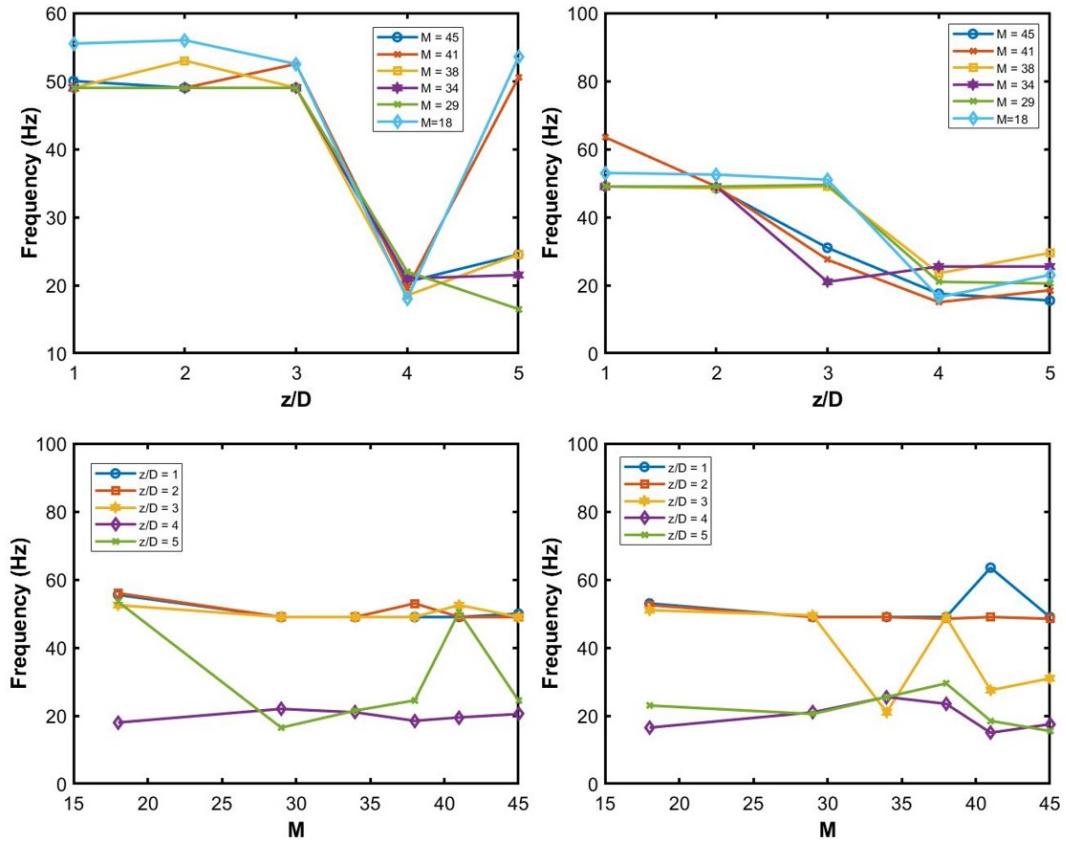 60
50
40
30
20
10
Frequency (Hz)
1
2
3
4
5
z/D
M = 45
M = 41
M = 38
M = 34
M = 29
M=18
100
80
60
40
20
0
Frequency (Hz)
1
2
3
4
5
z/D
M = 45
M = 41
M = 38
M = 34
M = 29
M=18
100
80
60
40
20
0
Frequency (Hz)
15
20
25
30
35
40
45
M
z/D = 1
z/D = 2
z/D = 3
z/D = 4
z/D = 5
100
80
60
40
20
0
Frequency (Hz)
15
20
25
30
35
40
45
M
z/D = 1
z/D = 2
z/D = 3
z/D = 4
z/D = 5